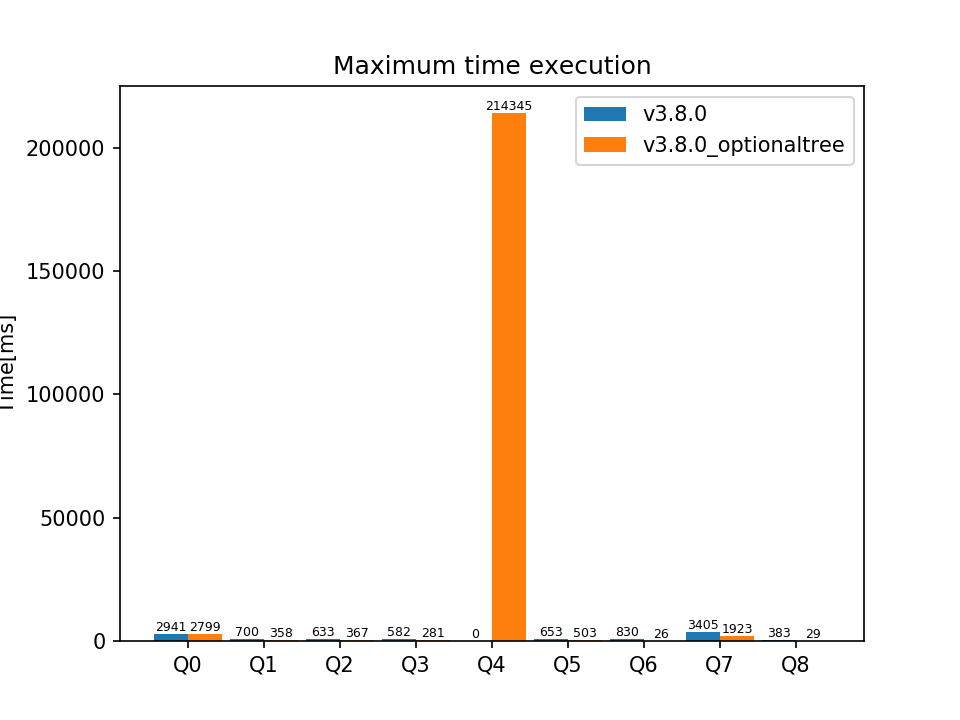 Maximum time execution
v3.8.0
v3.8.0_optionaltree
Time[ms]
200000
150000
100000
50000
0
214345
2941 2799 700 358 633 367 582 281 0 653 503 830 26 3405 1923 383 29
Q0 Q1 Q2 Q3 Q4 Q5 Q6 Q7 Q8